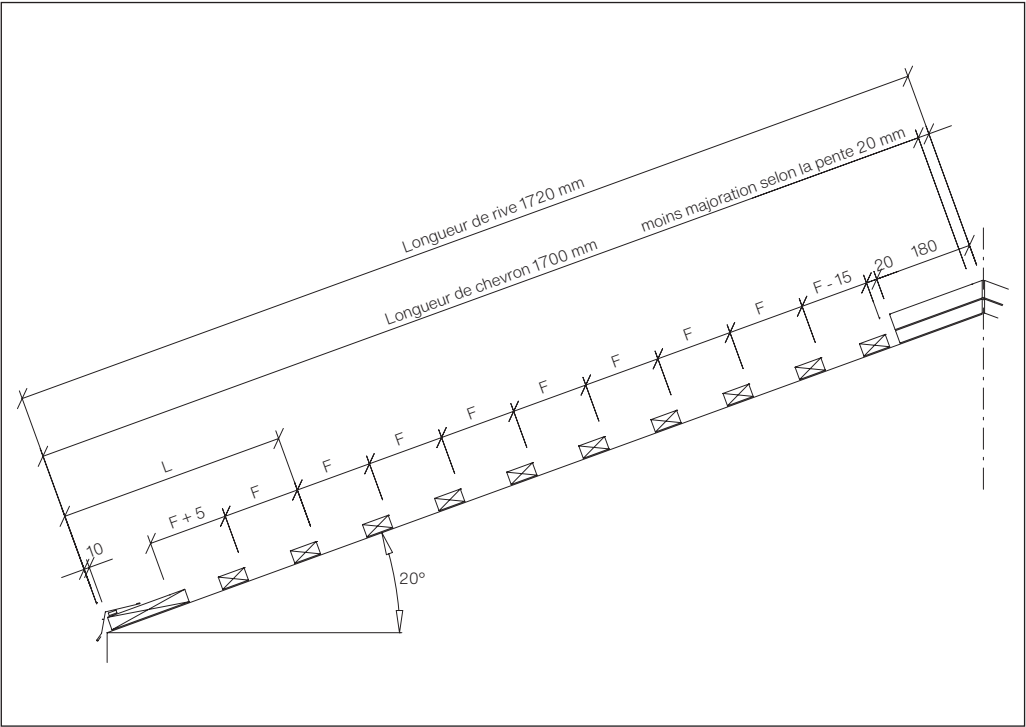 Longueur de rive 1720 mm
moins majoration selon la pente 20 mm
Longueur de chevron 1700 mm
180
20
F - 15
F
F
F
F
F
F
F
L
F
F + 5
10
20º